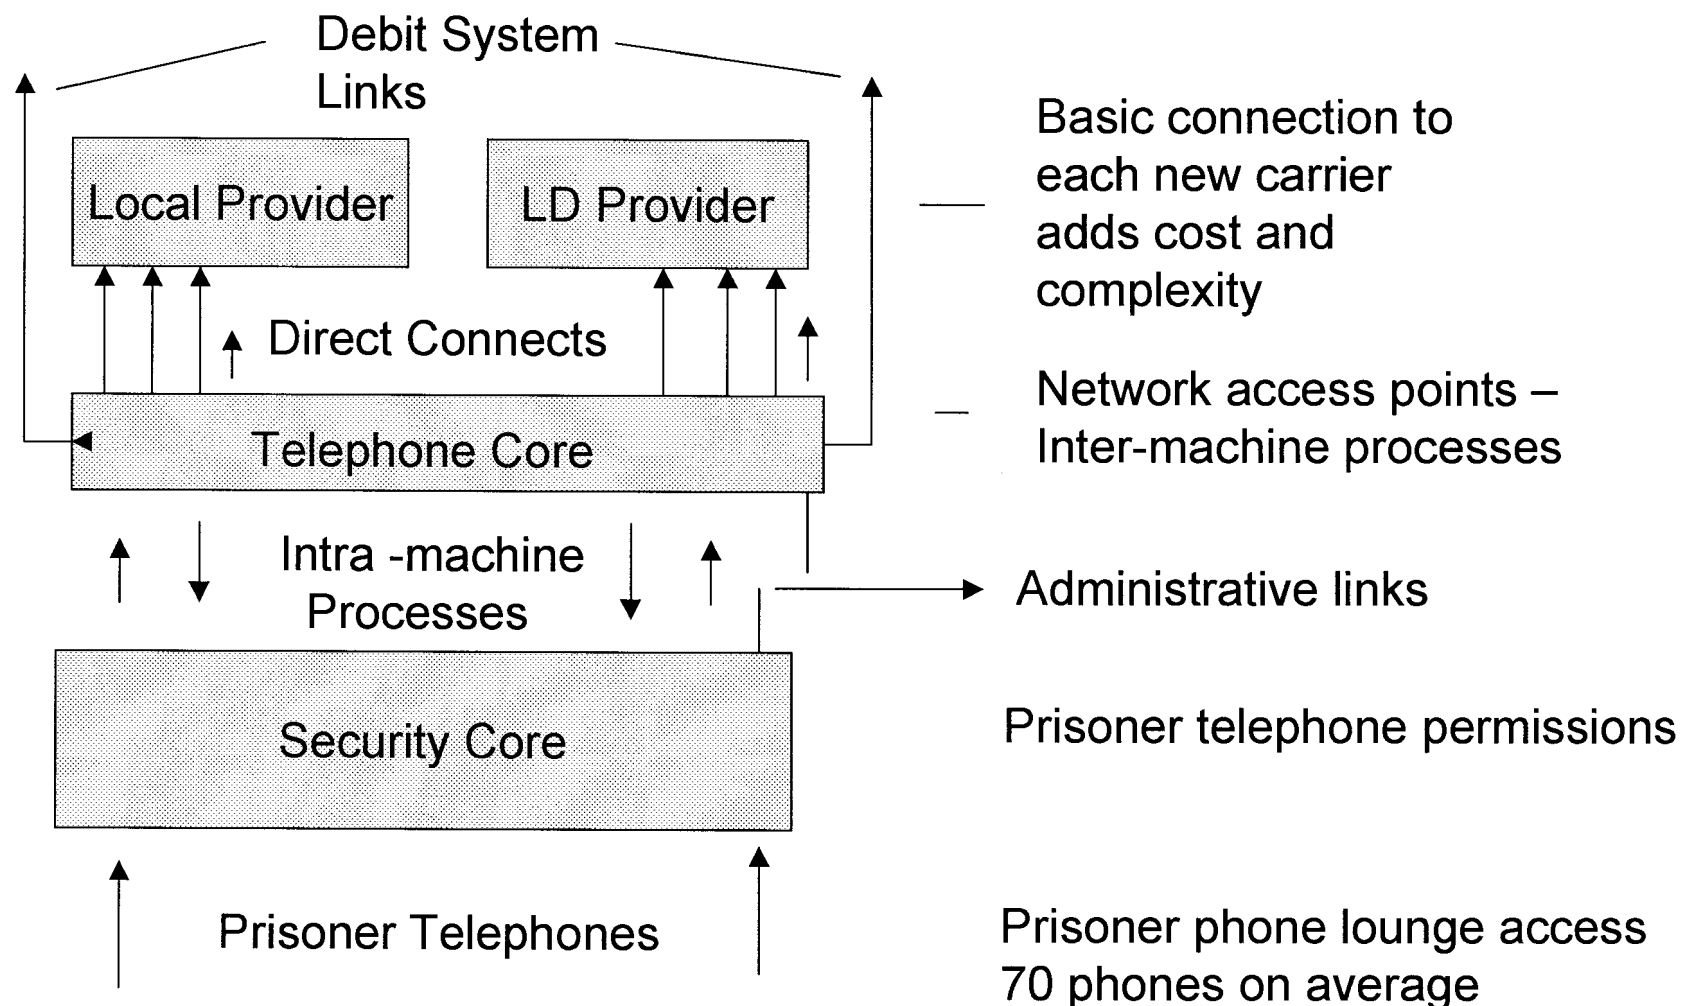 Debit System
Links
Basic connection to
each new carrier
adds cost and
complexity
Local Provider
LD Provider
Direct Connects
Network access points –
Inter-machine processes
Telephone Core
Intra -machine
Processes
Administrative links
Security Core
Prisoner telephone permissions
Prisoner Telephones
Prisoner phone lounge access
70 phones on average